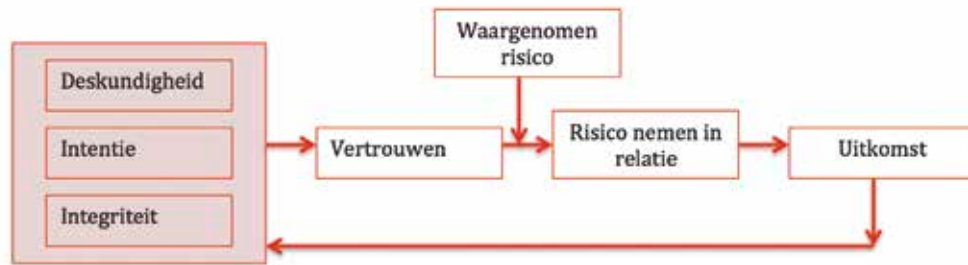 Waargenomen
risico
Deskundigheid
Intentie
Integriteit
Vertrouwen
Risico nemen in
relatie
Uitkomst